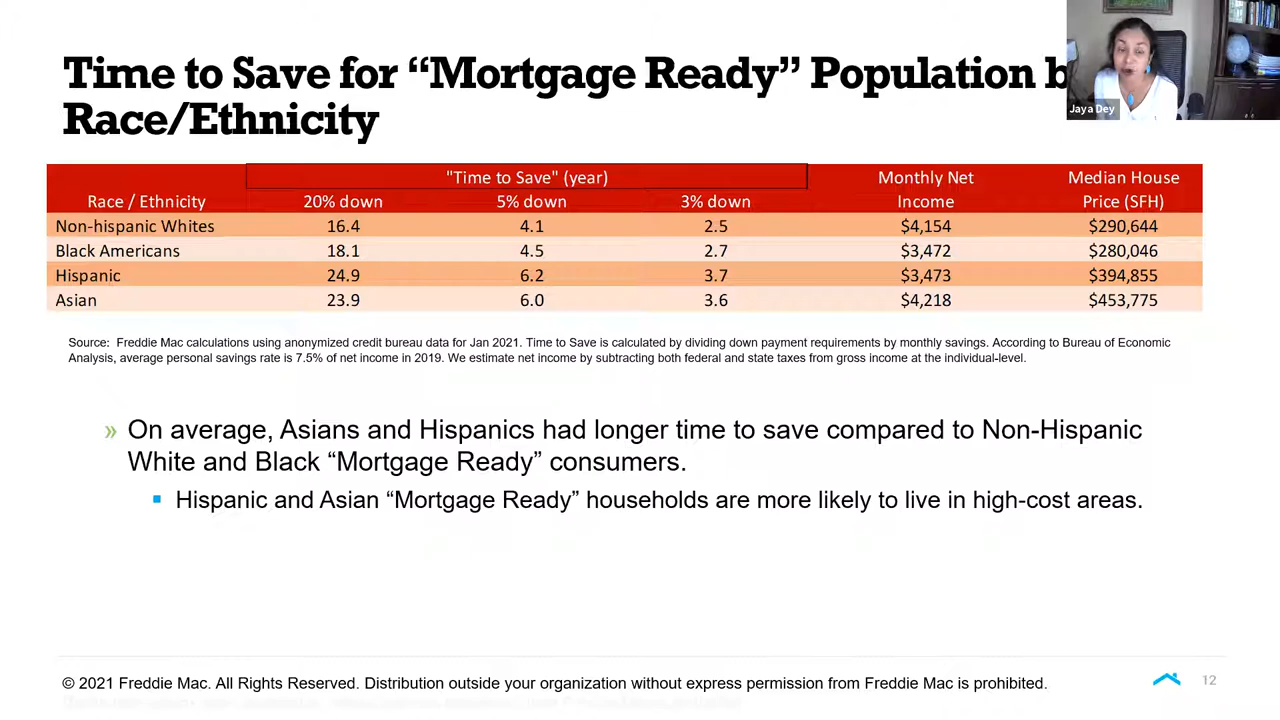 Time to Save for “Mortgage Ready” Population b
Race/Ethnicity
Jaya Dey
"Time to Save" (year) Monthly Net Median House
Race / Ethnicity 20% down 5% down 3% down Income Price (SFH)
Non-hispanic Whites 16.4 4.1 2.5 $4,154 $290,644
Black Americans 18.1 4.5 2.7 $3,472 $280,046
Hispanic 24.9 6.2 3.7 $3,473 $394,855
Asian 23.9 6.0 3.6 $4,218 $453,775
Source: Freddie Mac calculations using anonymized credit bureau data for Jan 2021. Time to Save is calculated by dividing down payment requirements by monthly savings. According to Bureau of Economic
Analysis, average personal savings rate is 7.5% of net income in 2019. We estimate net income by subtracting both federal and state taxes from gross income at the individual-level.
» On average, Asians and Hispanics had longer time to save compared to Non-Hispanic
White and Black “Mortgage Ready” consumers.
▪ Hispanic and Asian “Mortgage Ready” households are more likely to live in high-cost areas.
© 2021 Freddie Mac. All Rights Reserved. Distribution outside your organization without express permission from Freddie Mac is prohibited.
12